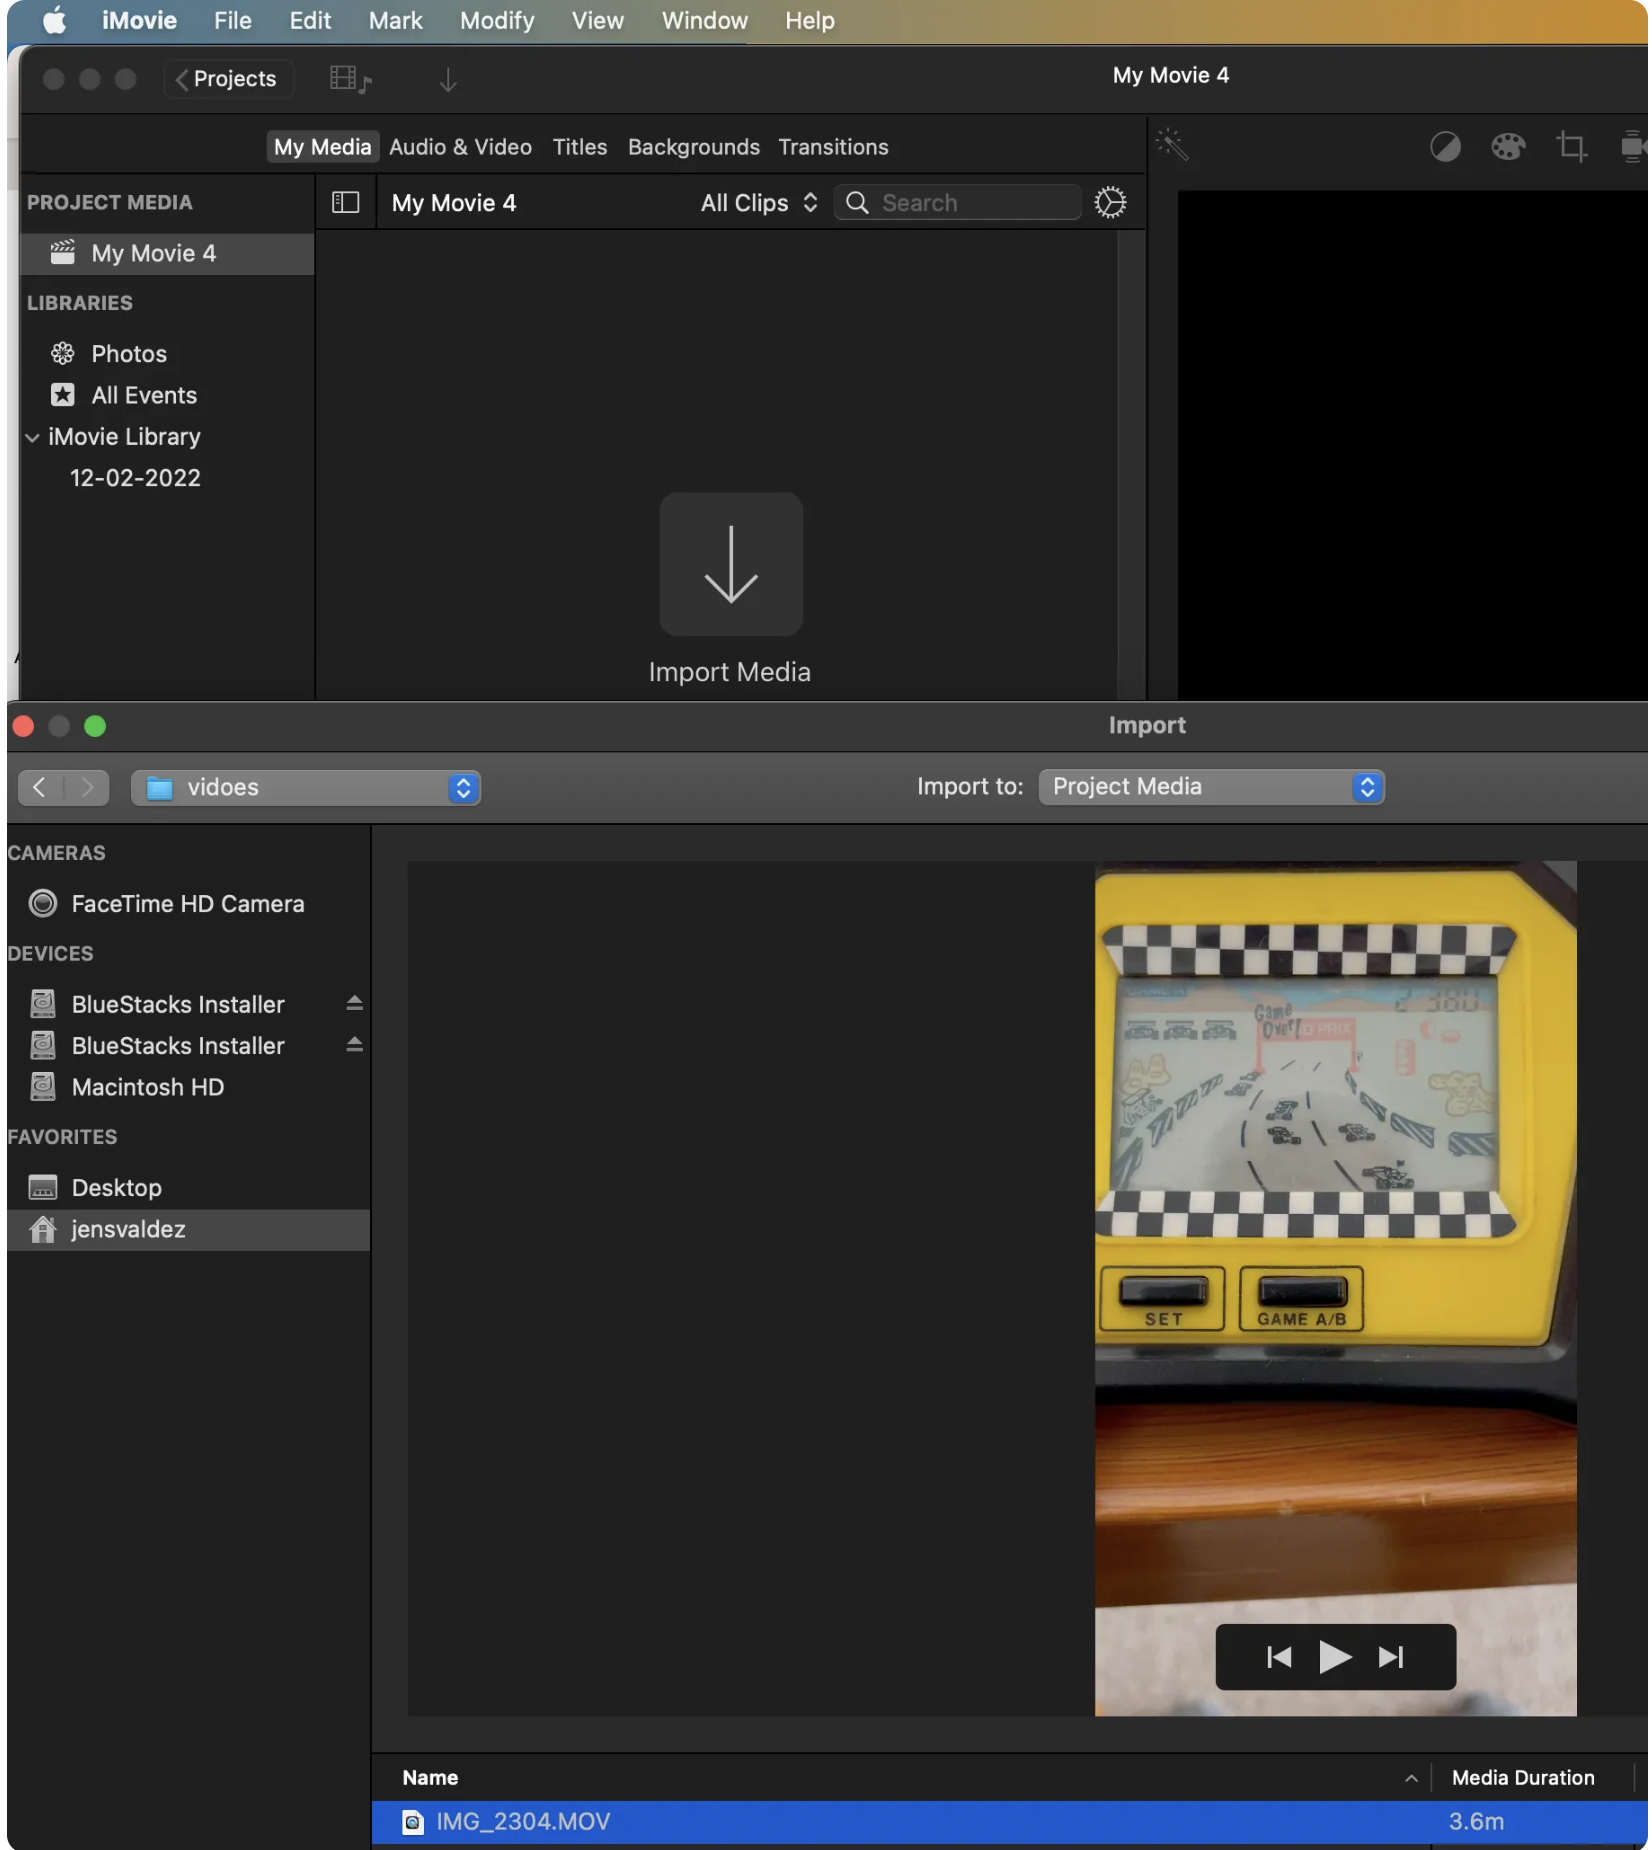 iMovie File Edit Mark Modify View Window Help
Projects My Movie 4
My Media Audio & Video Titles Backgrounds Transitions
PROJECT MEDIA My Movie 4 All Clips Search
My Movie 4
LIBRARIES
Photos
All Events
iMovie Library
12-02-2022
Import Media
Import
vidoes Import to: Project Media
CAMERAS
FaceTime HD Camera
DEVICES
BlueStacks Installer
BlueStacks Installer
Macintosh HD
FAVORITES
Desktop
jensvaldez
2380
Game
Over! D PRIX
SET GAME A/B
Name Media Duration
IMG_2304.MOV 3.6m